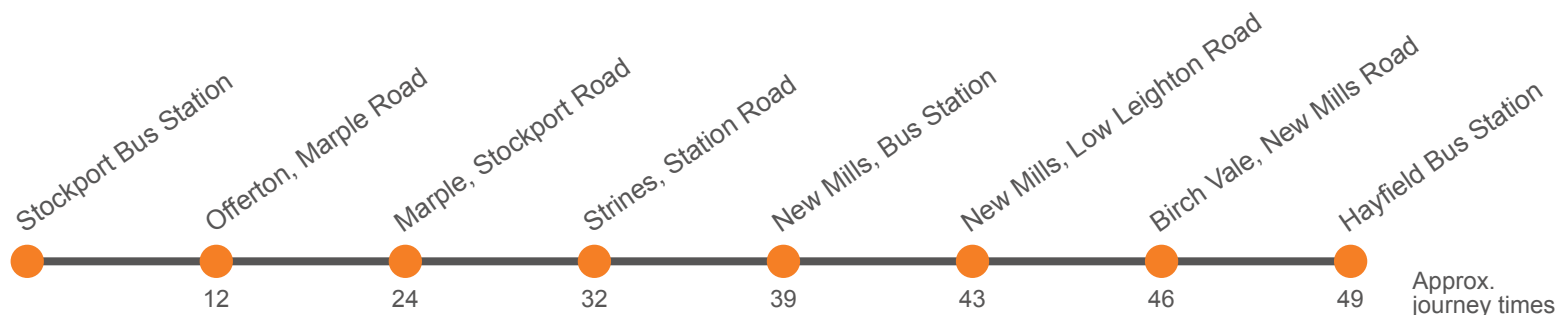 Stockport Bus Station
Offerton, Marple Road
Marple, Stockport Road
Strines, Station Road
New Mills, Bus Station
New Mills, Low Leighton Road
Birch Vale, New Mills Road
Hayfield Bus Station
12
24
32
39
43
46
49
Approx.
journey times